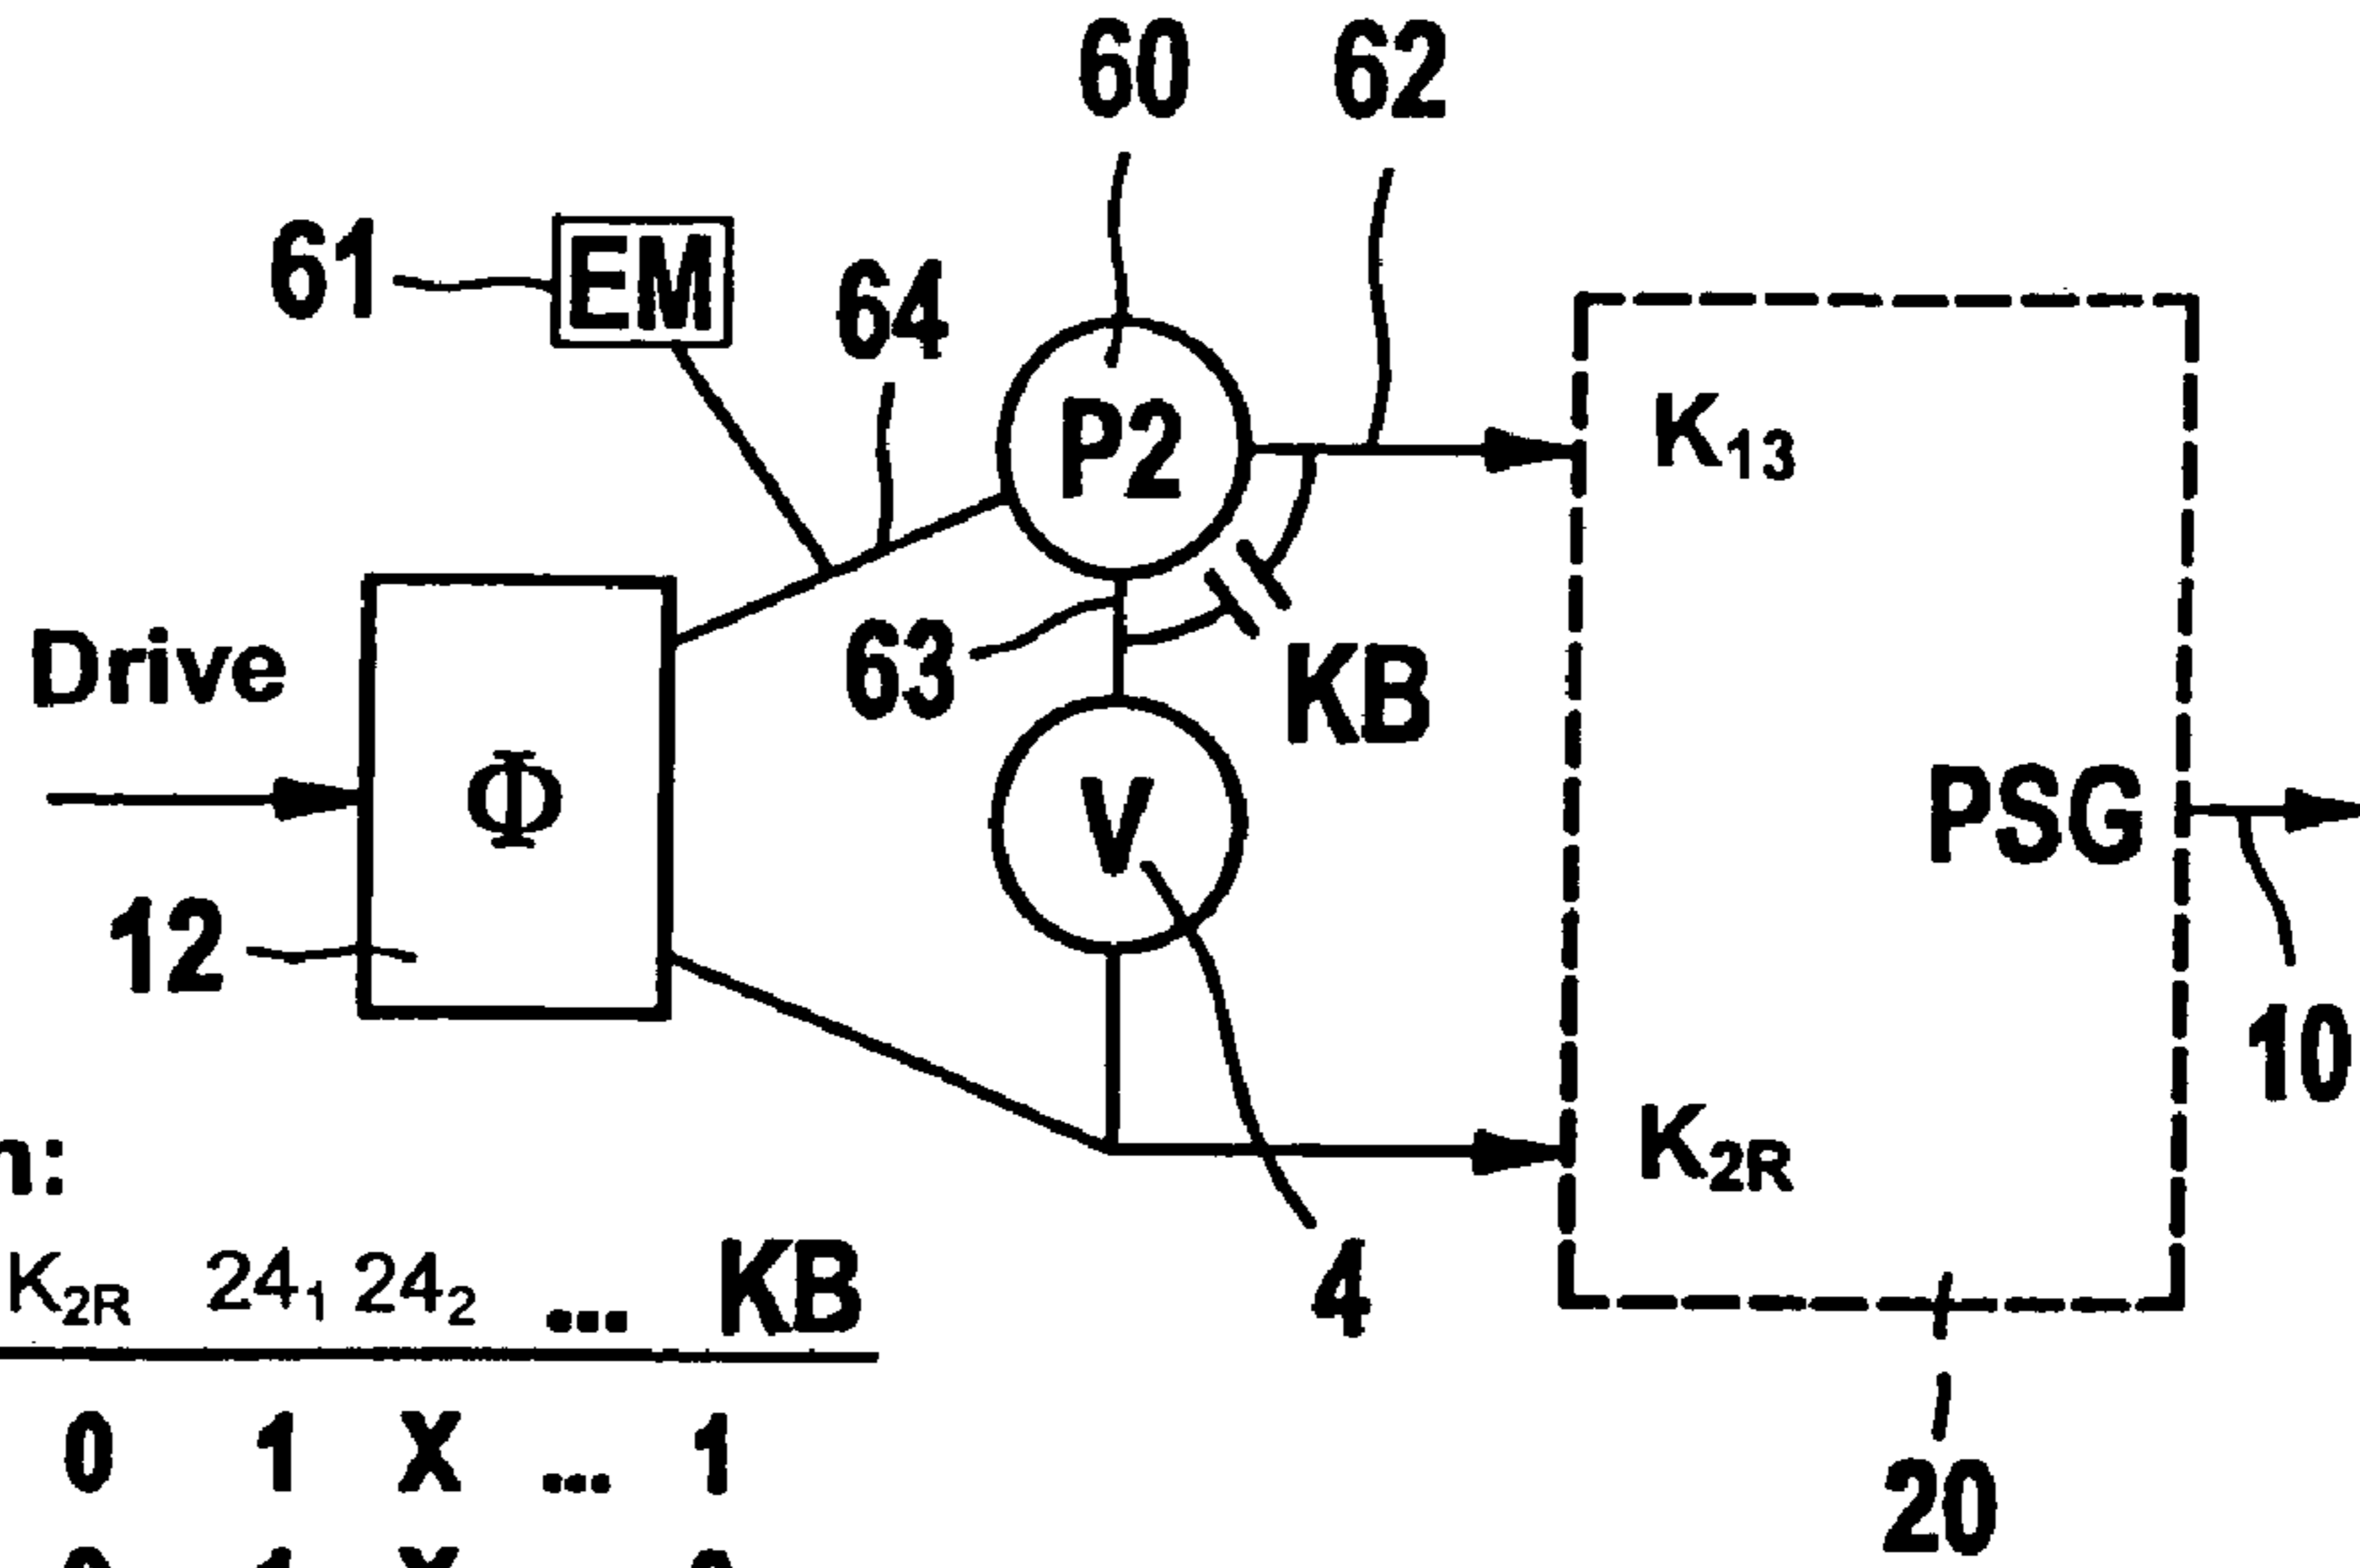 60 62
61 EM 64
P2 K13
Drive 63 KB
Φ V PSG
12
10
n:
K2R
K2R 241 242 ... KB
4
0 1 X ... 1
20